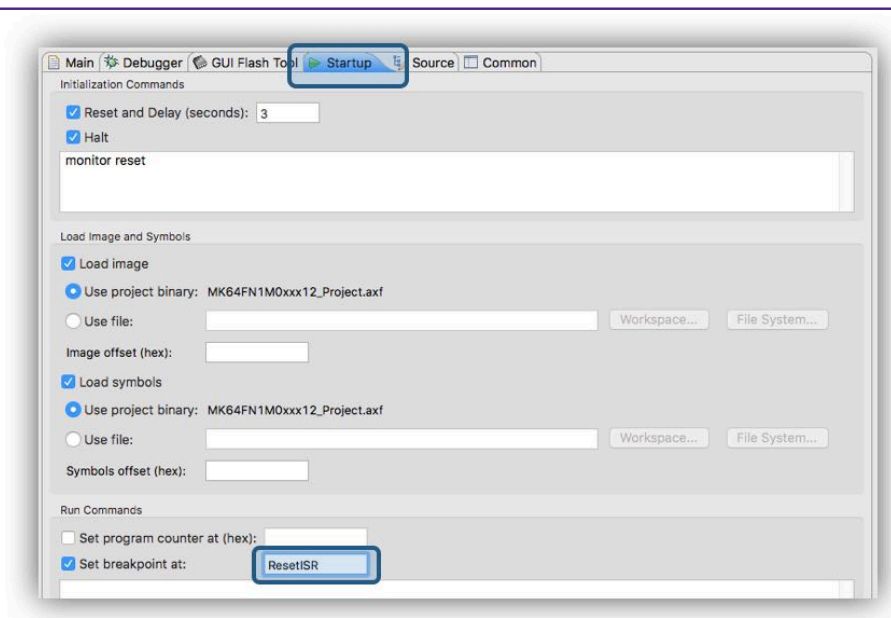 Main Debugger GUI Flash Tool Startup Source Common
Initialization Commands
Reset and Delay (seconds): 3
Halt
monitor reset
Load Image and Symbols
Load image
Use project binary: MK64FN1M0xxx12_Project.axf
Use file: Workspace... File System...
Image offset (hex):
Load symbols
Use project binary: MK64FN1M0xxx12_Project.axf
Use file: Workspace... File System...
Symbols offset (hex):
Run Commands
Set program counter at (hex):
Set breakpoint at: ResetISR